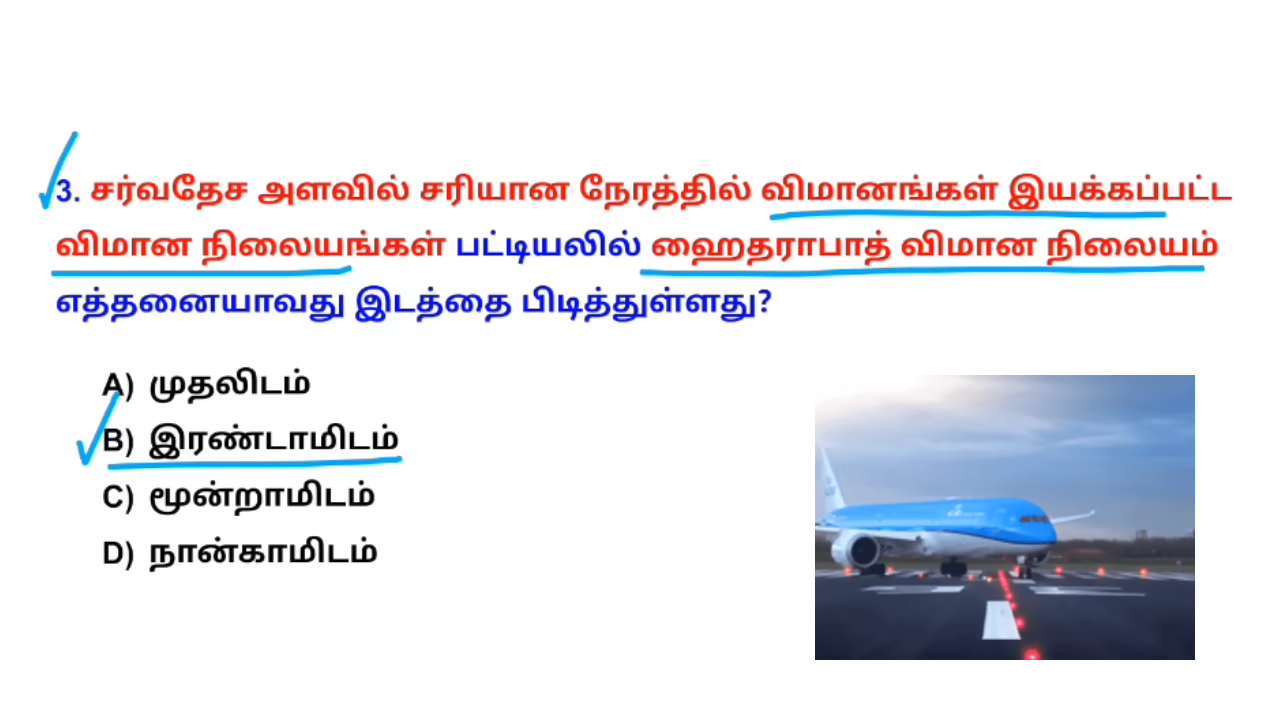 3. சர்வதேச அளவில் சரியான நேரத்தில் விமானங்கள் இயக்கப்பட்ட
விமான நிலையங்கள் பட்டியலில் ஹைதராபாத் விமான நிலையம்
எத்தனையாவது இடத்தை பிடித்துள்ளது?
A) முதலிடம்
B) இரண்டாமிடம்
C) மூன்றாமிடம்
D) நான்காமிடம்